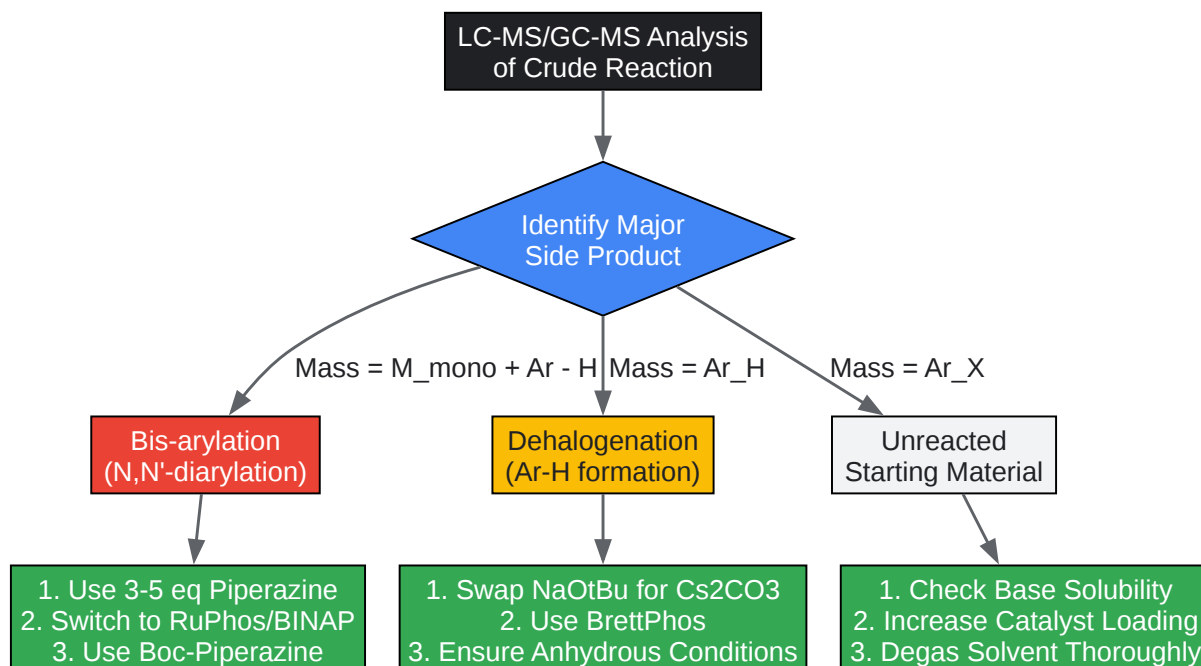 LC-MS/GC-MS Analysis
of Crude Reaction
Identify Major
Side Product
Mass = M_mono + Ar - H
Mass = Ar_H
Mass = Ar_X
Bis-arylation
(N,N'-diarylation)
Dehalogenation
(Ar-H formation)
Unreacted
Starting Material
1. Use 3-5 eq Piperazine
2. Switch to RuPhos/BINAP
3. Use Boc-Piperazine
1. Swap NaOtBu for Cs2CO3
2. Use BrettPhos
3. Ensure Anhydrous Conditions
1. Check Base Solubility
2. Increase Catalyst Loading
3. Degas Solvent Thoroughly